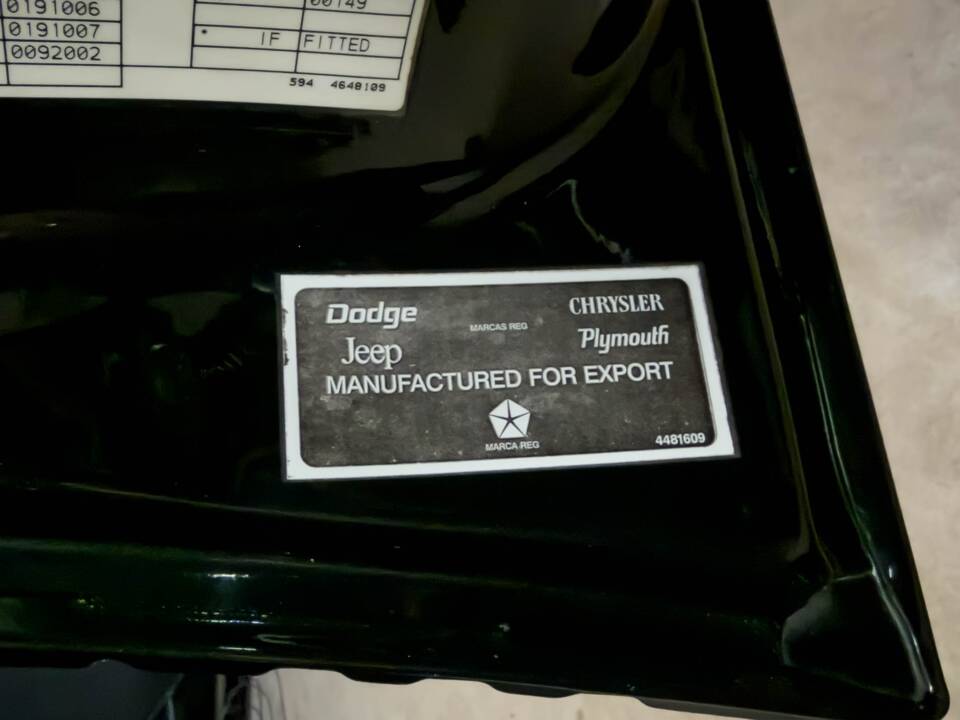 0191006
0191007
0092002
00149
* IF FITTED
594 4648109
Dodge CHRYSLER
MARCAS REG
Jeep Plymouth
MANUFACTURED FOR EXPORT
MARCA REG
4481609